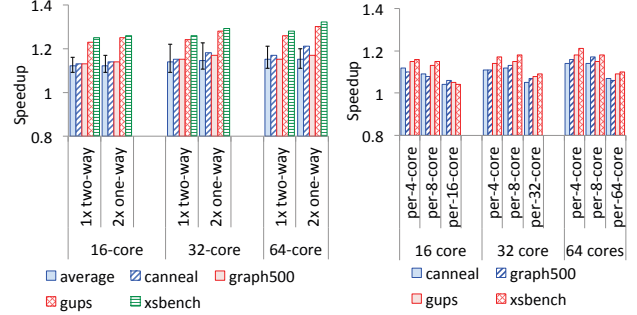 1.4
1.2
1
0.8
Speedup
1x two-way
2x one-way
1x two-way
2x one-way
1x two-way
2x one-way
16-core
32-core
64-core
average
canneal
graph500
gups
xsbench
1.4
1.2
1
0.8
Speedup
per-4-core
per-8-core
per-16-core
per-4-core
per-8-core
per-32-core
per-4-core
per-8-core
per-64-core
16 core
32 core
64 cores
canneal
graph500
gups
xsbench